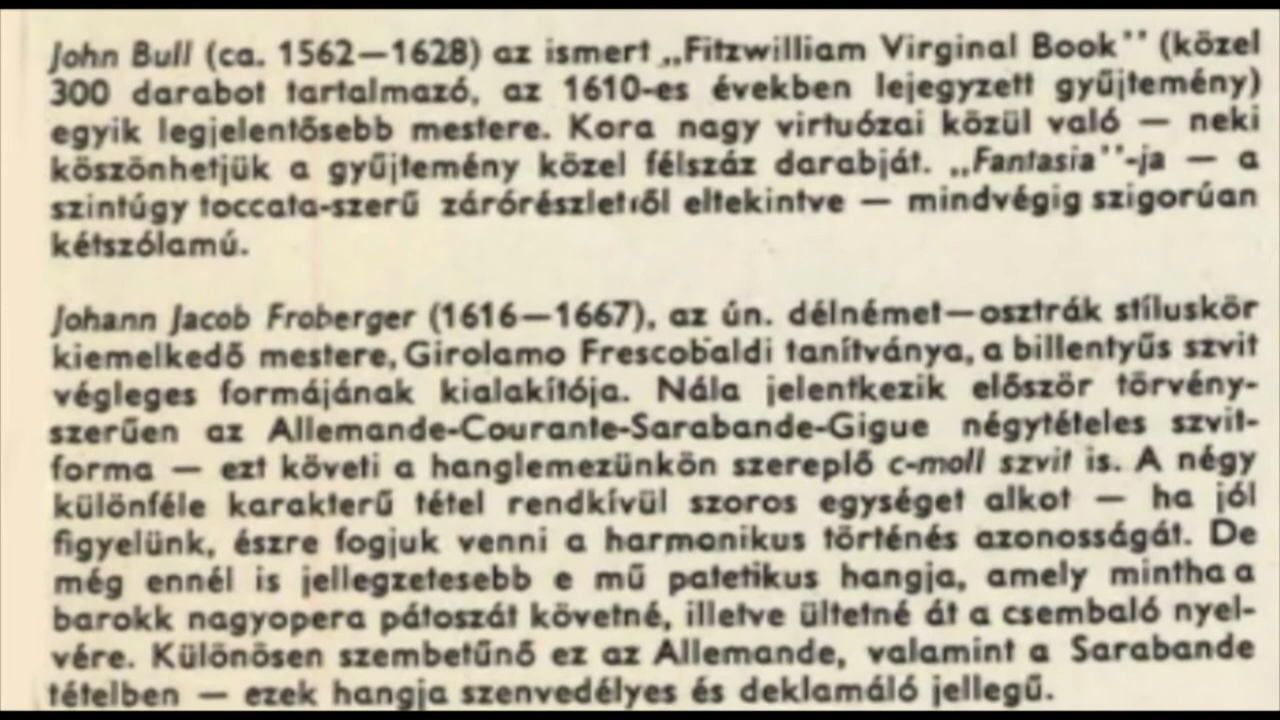 John Bull (ca. 1562—1628) az ismert „Fitzwilliam Virginal Book" (közel
300 darabot tartalmazó, az 1610-es években lejegyzett gyűjtemény)
egyik legjelentősebb mestere. Kora nagy virtuózai közül való — neki
köszönhetjük a gyűjtemény közel félszáz darabját. „Fantasia"-ja — a
szintúgy toccata-szerű zárórészletről eltekintve — mindvégig szigorúan
kétszólamú.
Johann Jacob Froberger (1616—1667), az ún. délnémet—osztrák stíluskör
kiemelkedő mestere, Girolamo Frescobaldi tanítványa, a billentyűs szvit
végleges formájának kialakítója. Nála jelentkezik először törvény-
szerűen az Allemande-Courante-Sarabande-Gigue négytételes szvit-
forma — ezt követi a hanglemezünkön szereplő c-moll szvit is. A négy
különféle karakterű tétel rendkívül szoros egységet alkot — ha jól
figyelünk, észre fogjuk venni a harmonikus történés azonosságát. De
még ennél is jellegzetesebb e mű patetikus hangja, amely mintha a
barokk nagyopera pátoszát követné, illetve ültetné át a csembaló nyel-
vére. Különösen szembetűnő ez az Allemande, valamint a Sarabande
tételben — ezek hangja szenvedélyes és deklamáló jellegű.